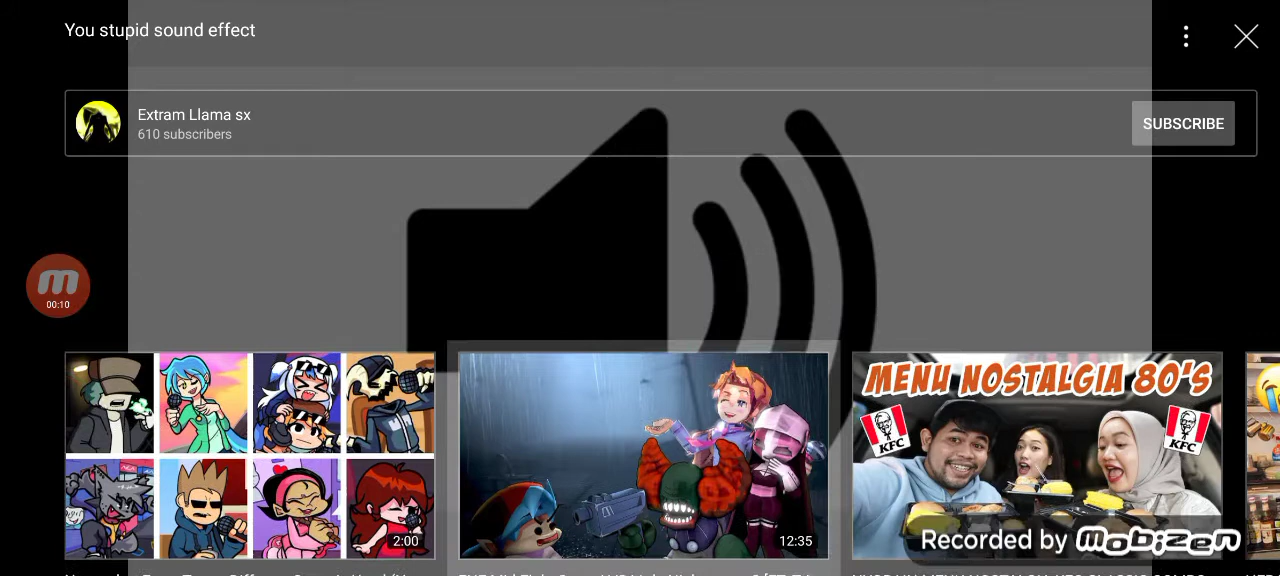 You stupid sound effect
Extram Llama sx
610 subscribers
SUBSCRIBE
00:10
MENU NOSTALGIA 80'S
KFC
KFC
2:00
12:35
Recorded by mobizen